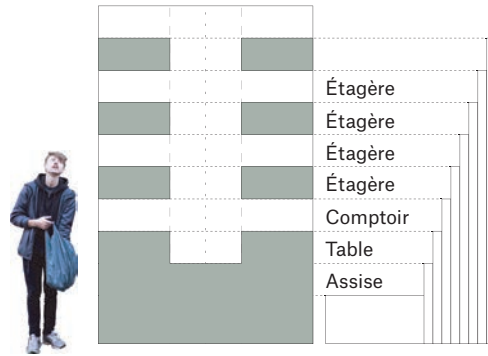 Étagère
Étagère
Étagère
Étagère
Comptoir
Table
Assise